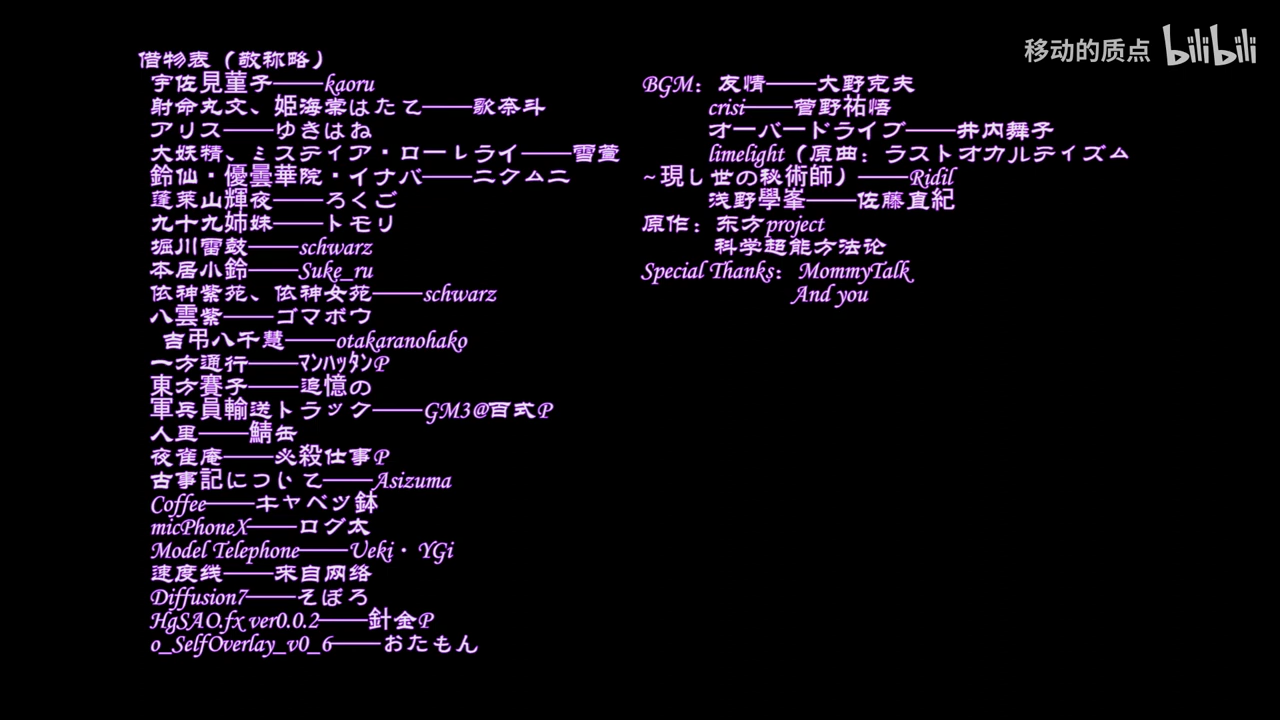 移动的质点 bilibili
借物表（敬称略）
宇佐見菫子——kaoru
射命丸文、姫海棠はたて——歌奈斗
アリス——ゆきはね
大妖精、ミスティア・ローレライ——雪萱
鈴仙・優曇華院・イナバ——ニクムニ
蓬莱山輝夜——ろくご
九十九姉妹——トモリ
堀川雷鼓——schwarz
本居小鈴——Suke_ru
依神紫苑、依神女苑——schwarz
八雲紫——ゴマボウ
吉弔八千慧——otakaranohako
一方通行——ﾏﾝﾊｯﾀﾝP
東方賽子——追憶の
軍兵員輸送トラック——GM3@百式P
人里——鯖缶
夜雀庵——必殺仕事P
古事記について——Asizuma
Coffee——キャベツ鉢
micPhoneX——ログ太
Model Telephone——Ueki・YGi
速度线——来自网络
Diffusion7——そぼろ
HgSAO.fx ver0.0.2——針金P
o_SelfOverlay_v0_6——おたもん
BGM：友情——大野克夫
crisi——菅野祐悟
オーバードライブ——井内舞子
limelight（原曲：ラストオカルティズム
~現し世の秘術師）——Ridil
浅野學峯——佐藤直紀
原作：东方project
科学超能方法论
Special Thanks：MommyTalk
And you